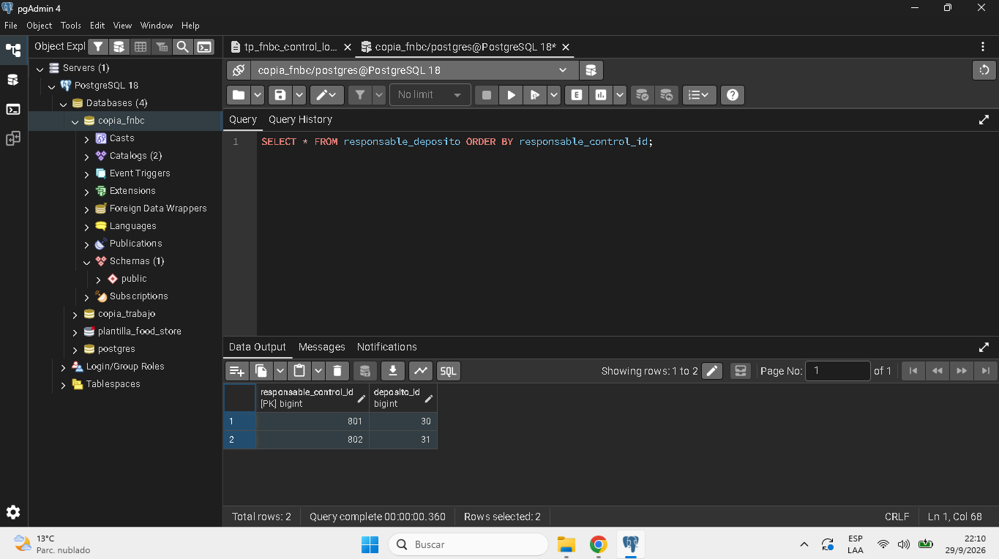 pgAdmin 4
File Object Tools Edit View Window Help
Object Expl
tp_fnbc_control_lo...
copia_fnbc/postgres@PostgreSQL 18*
Servers (1)
PostgreSQL 18
Databases (4)
copia_fnbc
Casts
Catalogs (2)
Event Triggers
Extensions
Foreign Data Wrappers
Languages
Publications
Schemas (1)
public
Subscriptions
copia_trabajo
plantilla_food_store
postgres
Login/Group Roles
Tablespaces
copia_fnbc/postgres@PostgreSQL 18
No limit
E
Query Query History
1 SELECT * FROM responsable_deposito ORDER BY responsable_control_id;
Data Output Messages Notifications
SQL
Showing rows: 1 to 2
Page No: 1 of 1
responsable_control_id
[PK] bigint
deposito_id
bigint
1 801 30
2 802 31
Total rows: 2
Query complete 00:00:00.360
Rows selected: 2
CRLF
Ln 1, Col 68
13°C
Parc. nublado
Buscar
ESP
LAA
22:10
29/9/2026